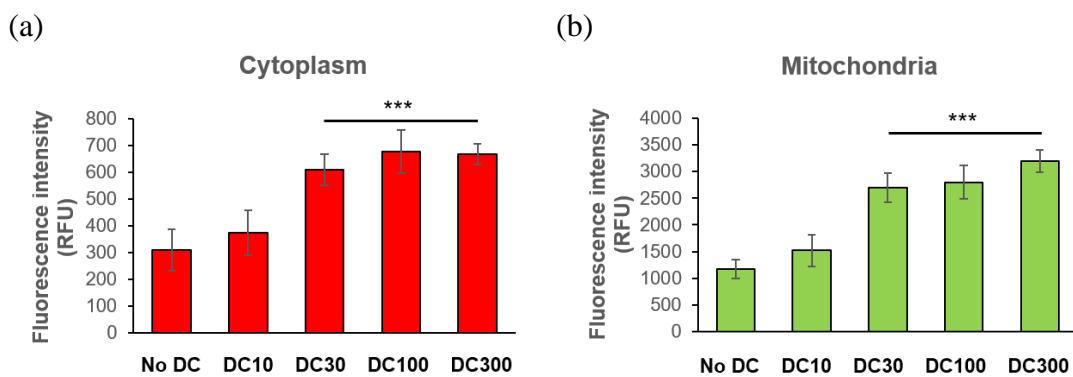 (a)
Cytoplasm
Fluorescence intensity
(RFU)
800
700
600
500
400
300
200
100
0
***
No DC DC10 DC30 DC100 DC300
(b)
Mitochondria
Fluorescence intensity
(RFU)
4000
3500
3000
2500
2000
1500
1000
500
0
***
No DC DC10 DC30 DC100 DC300